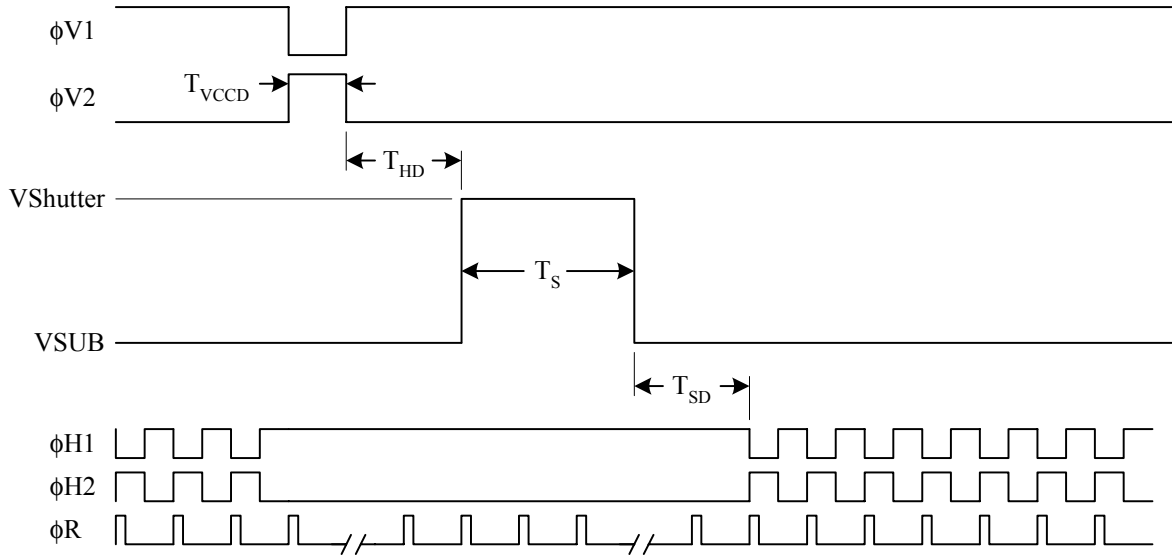 ϕV1
T_VCCD
ϕV2
T_HD
VShutter
T_S
VSUB
T_SD
ϕH1
ϕH2
ϕR